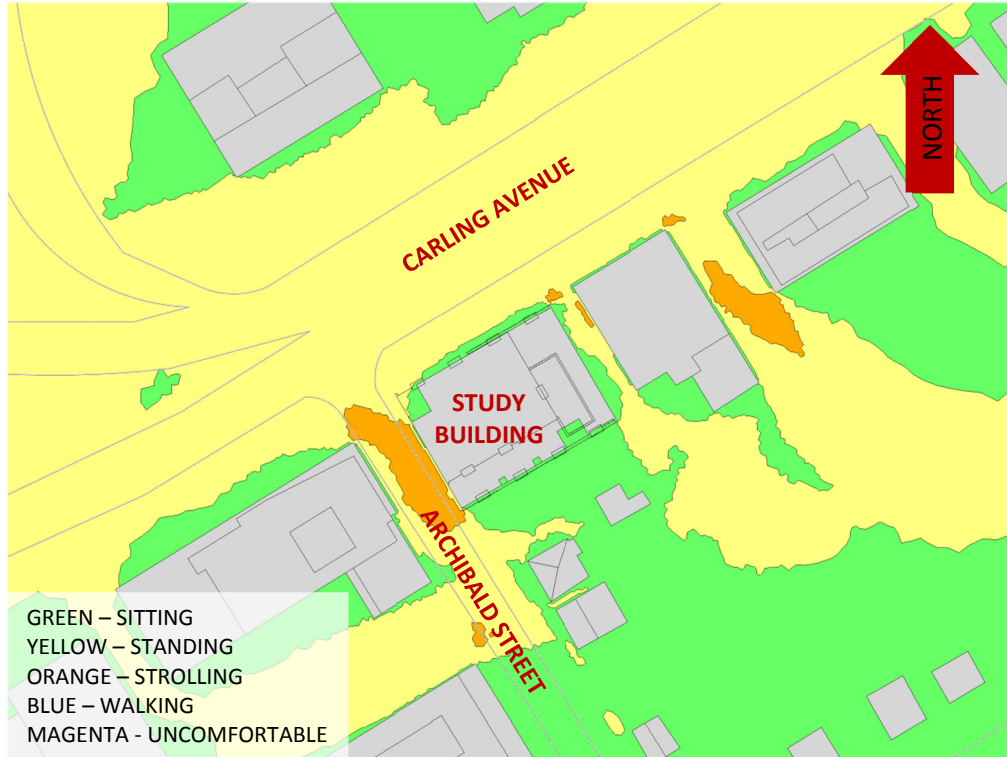 NORTH
CARLING AVENUE
STUDY
BUILDING
ARCHIBALD STREET
GREEN – SITTING
YELLOW – STANDING
ORANGE – STROLLING
BLUE – WALKING
MAGENTA - UNCOMFORTABLE